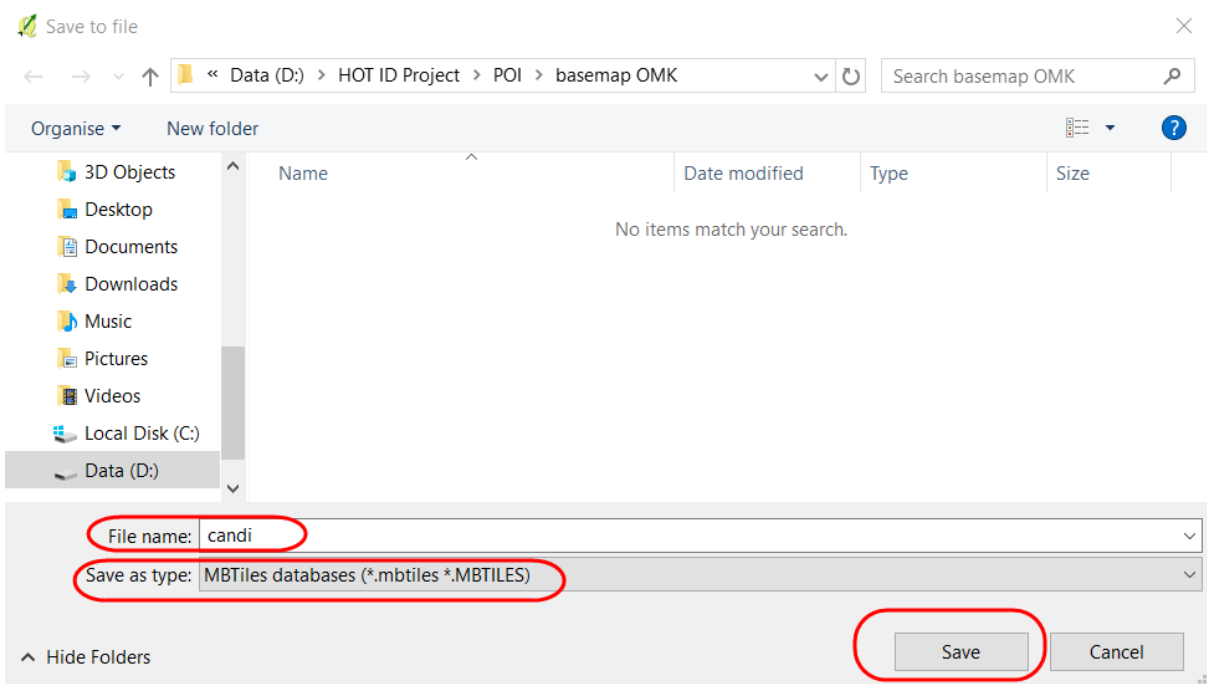 Save to file
« Data (D:) > HOT ID Project > POI > basemap OMK
Search basemap OMK
Organise
New folder
Name
Date modified
Type
Size
No items match your search.
3D Objects
Desktop
Documents
Downloads
Music
Pictures
Videos
Local Disk (C:)
Data (D:)
File name: candi
Save as type: MBTiles databases (*.mbtiles *.MBTILES)
Hide Folders
Save
Cancel